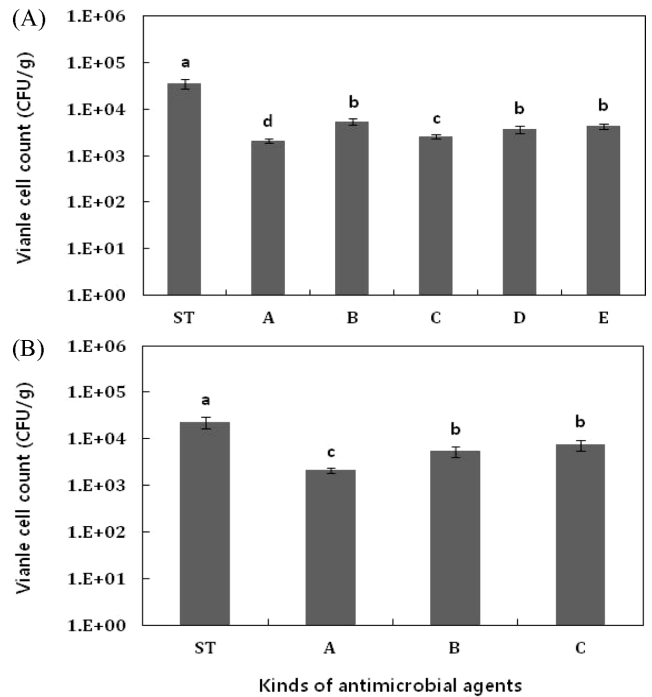 (A)
Vianle cell count (CFU/g)
1.E+06
1.E+05
1.E+04
1.E+03
1.E+02
1.E+01
1.E+00
a
d
b
c
b
b
ST A B C D E
(B)
Vianle cell count (CFU/g)
1.E+06
1.E+05
1.E+04
1.E+03
1.E+02
1.E+01
1.E+00
a
c
b
b
ST A B C
Kinds of antimicrobial agents